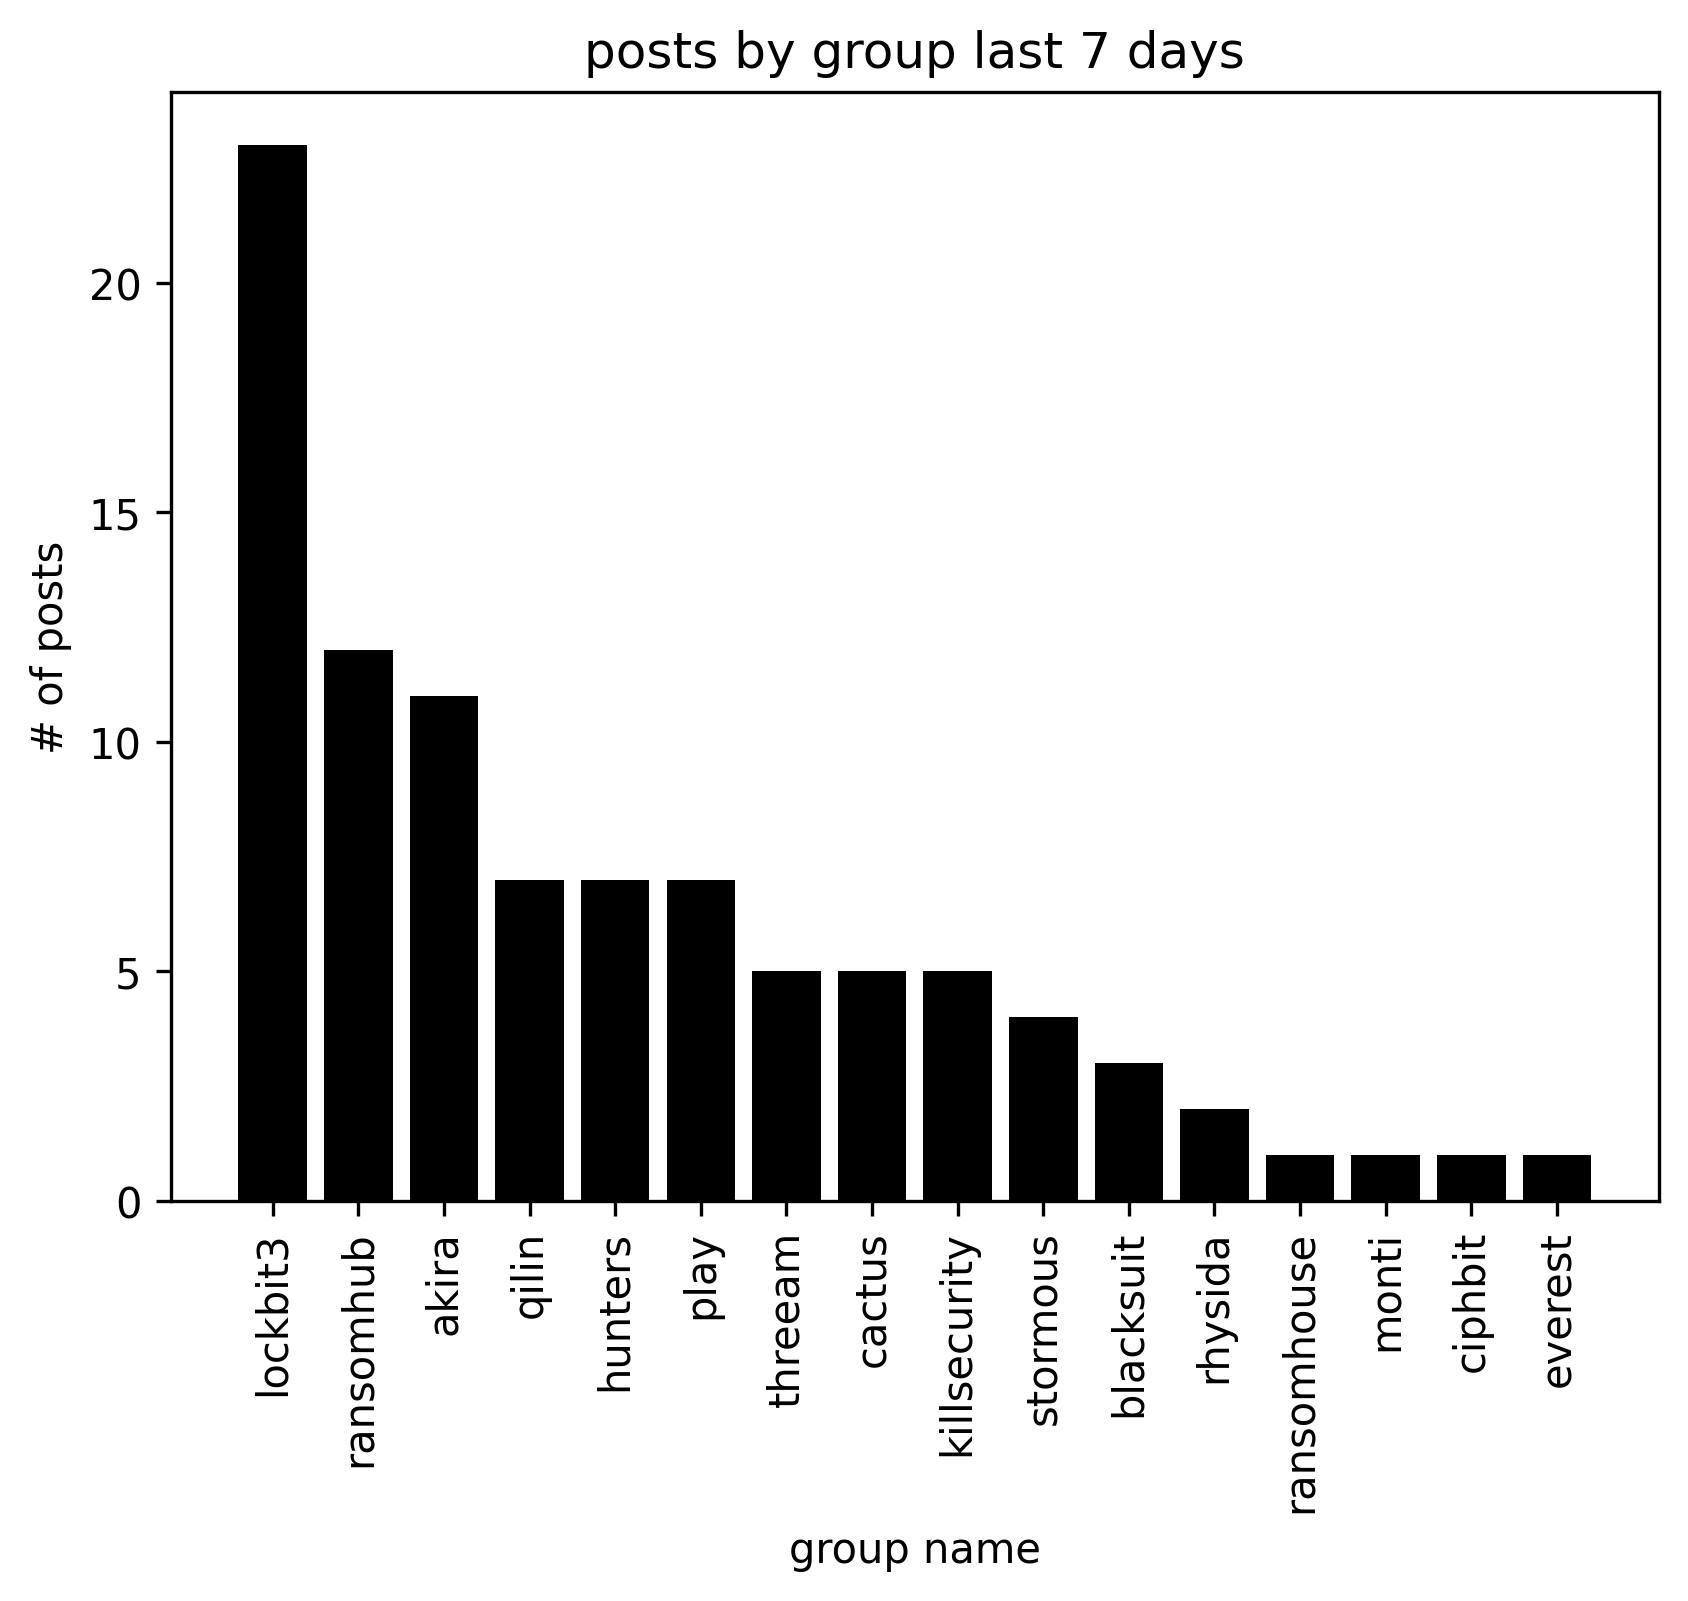 posts by group last 7 days
# of posts
20
15
10
5
0
lockbit3
ransomhub
akira
qilin
hunters
play
threeam
cactus
killsecurity
stormous
blacksuit
rhysida
ransomhouse
monti
ciphbit
everest
group name